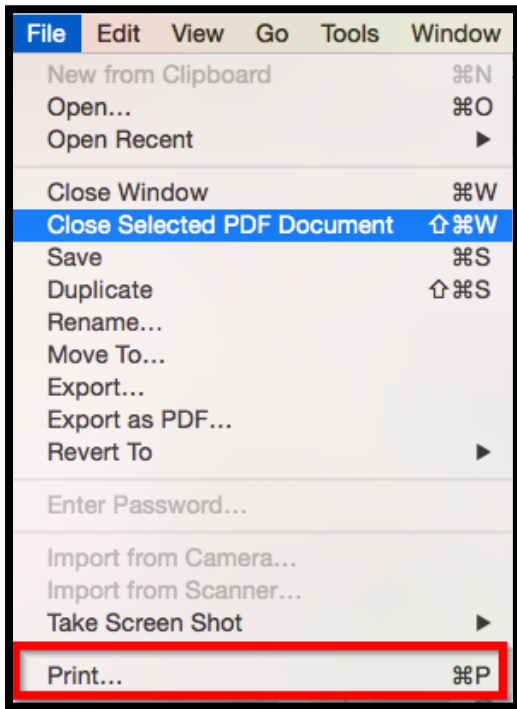 File Edit View Go Tools Window
New from Clipboard ⌘N
Open... ⌘O
Open Recent ▶
Close Window ⌘W
Close Selected PDF Document ⇧⌘W
Save ⌘S
Duplicate ⇧⌘S
Rename...
Move To...
Export...
Export as PDF...
Revert To ▶
Enter Password...
Import from Camera...
Import from Scanner...
Take Screen Shot ▶
Print... ⌘P